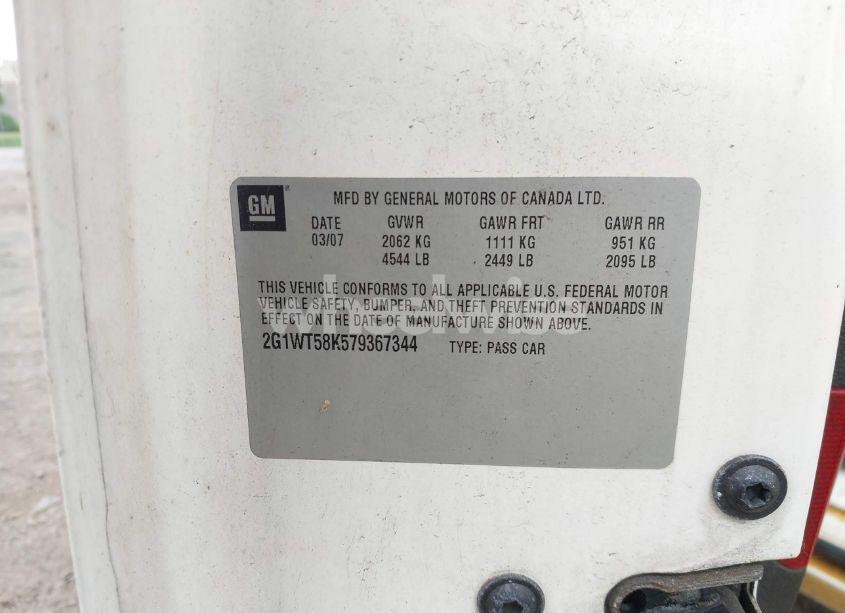 GM
MFD BY GENERAL MOTORS OF CANADA LTD.
DATE GVWR GAWR FRT GAWR RR
03/07 2062 KG 1111 KG 951 KG
4544 LB 2449 LB 2095 LB
THIS VEHICLE CONFORMS TO ALL APPLICABLE U.S. FEDERAL MOTOR
VEHICLE SAFETY, BUMPER, AND THEFT PREVENTION STANDARDS IN
EFFECT ON THE DATE OF MANUFACTURE SHOWN ABOVE.
2G1WT58K579367344 TYPE: PASS CAR